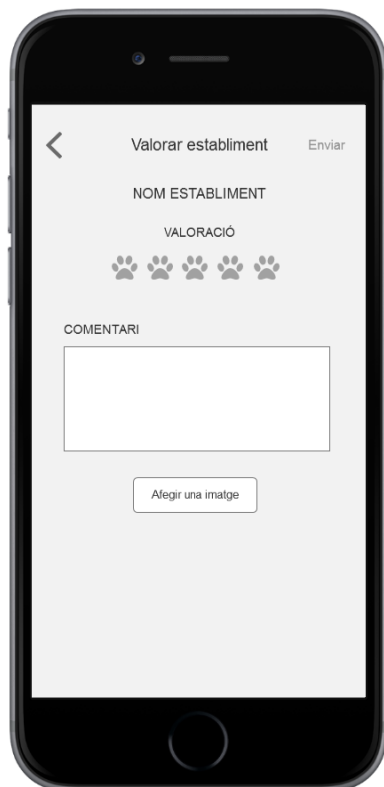 Valorar establiment Enviar
NOM ESTABLIMENT
VALORACIÓ
COMENTARI
Afegir una imatge